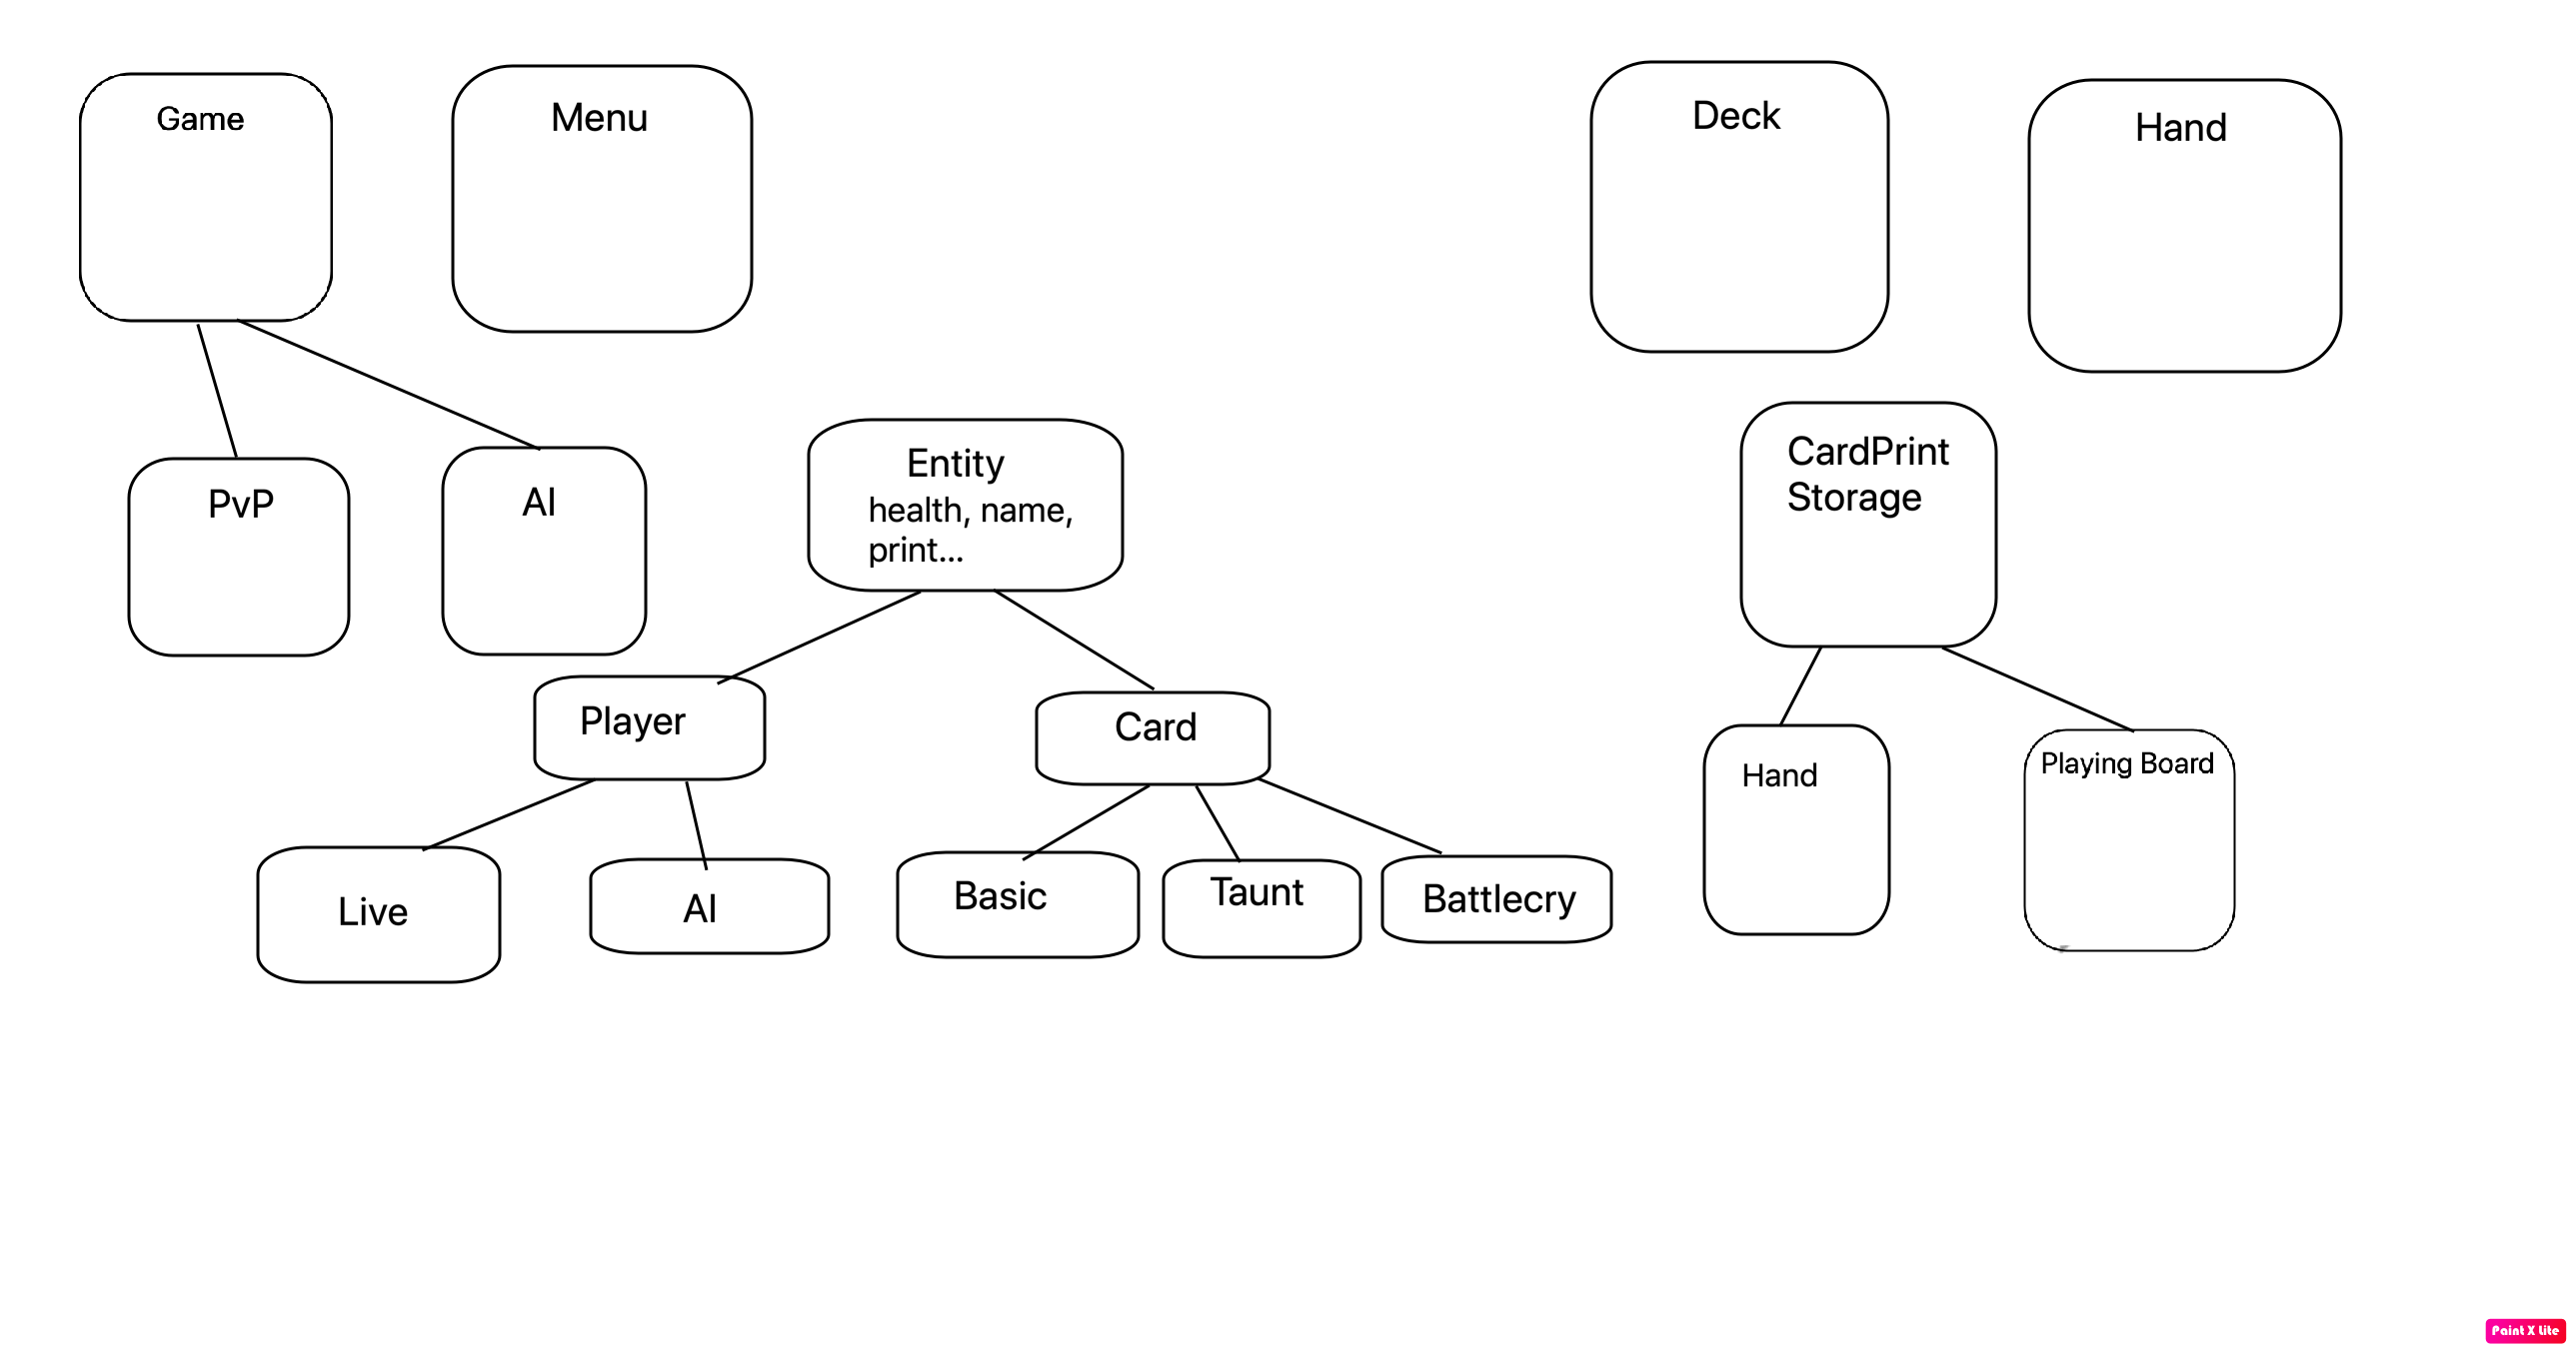 Game
Menu
Deck
Hand
PvP
AI
Entity
health, name,
print...
CardPrint
Storage
Player
Card
Hand
Playing Board
Live
AI
Basic
Taunt
Battlecry
Paint X Lite